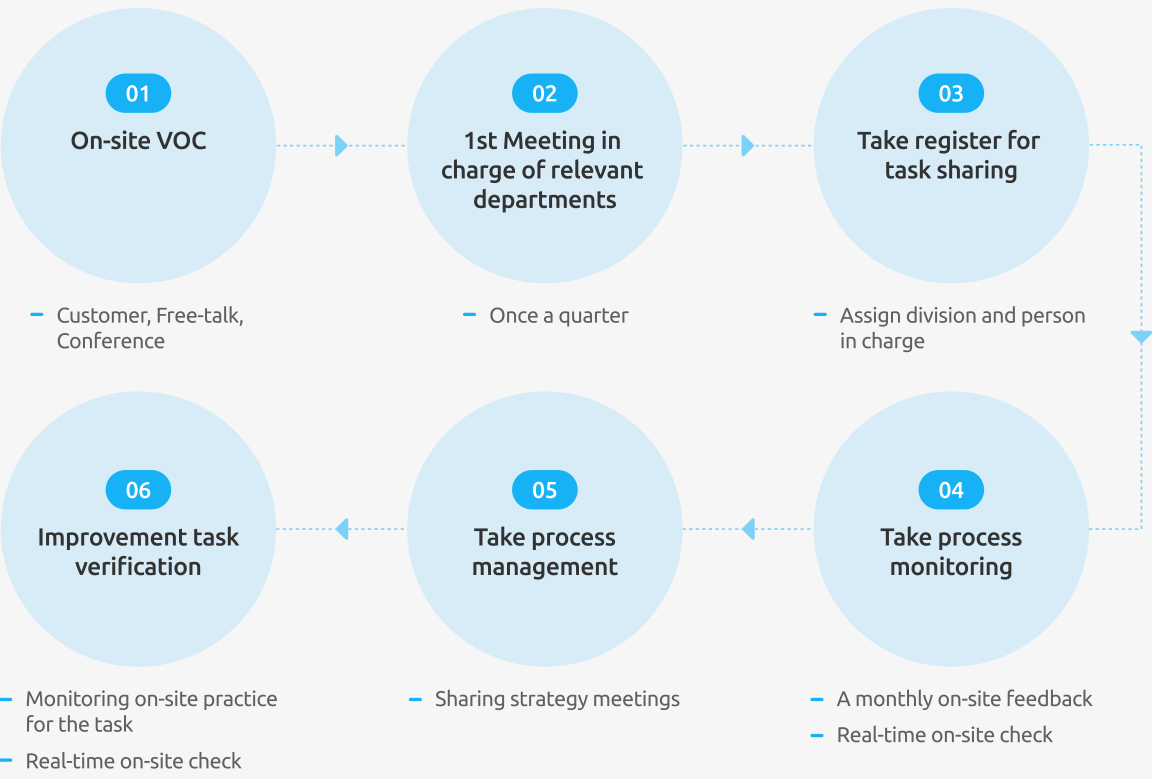 01
On-site VOC
– Customer, Free-talk,
Conference
02
1st Meeting in
charge of relevant
departments
– Once a quarter
03
Take register for
task sharing
– Assign division and person
in charge
04
Take process
monitoring
– A monthly on-site feedback
– Real-time on-site check
05
Take process
management
– Sharing strategy meetings
06
Improvement task
verification
– Monitoring on-site practice
for the task
– Real-time on-site check